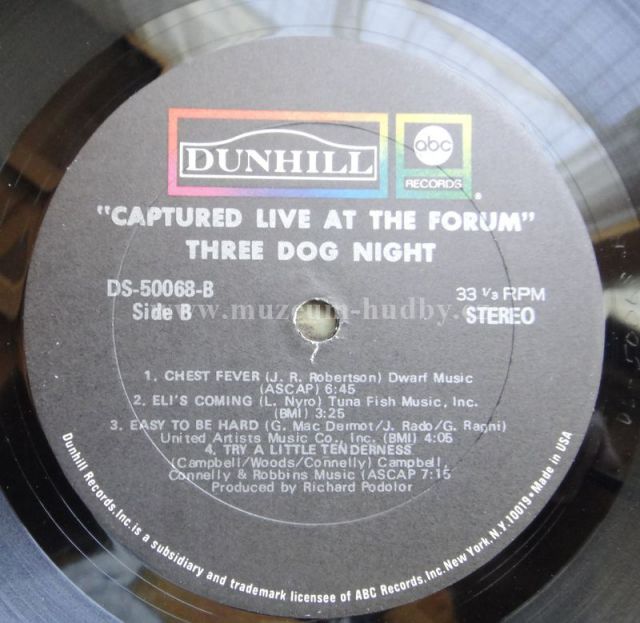 DUNHILL
abc
RECORDS
®
"CAPTURED LIVE AT THE FORUM"
THREE DOG NIGHT
DS-50068-B
Side B
33 1/3 RPM
STEREO
www.muzeum-hudby.com
1. CHEST FEVER (J. R. Robertson) Dwarf Music
(ASCAP) 6:45
2. ELI'S COMING (L. Nyro) Tuna Fish Music, Inc.
(BMI) 3:25
3. EASY TO BE HARD (G. Mac Dermot/J. Rado/G. Ragni)
United Artists Music Co., Inc. (BMI) 4:05
4. TRY A LITTLE TENDERNESS
(Campbell/Woods/Connelly) Campbell,
Connelly & Robbins Music (ASCAP 7:15
Produced by Richard Podolor
Dunhill Records, Inc. is a subsidiary and trademark licensee of ABC Records, Inc. New York, N.Y. 10019 • Made in USA